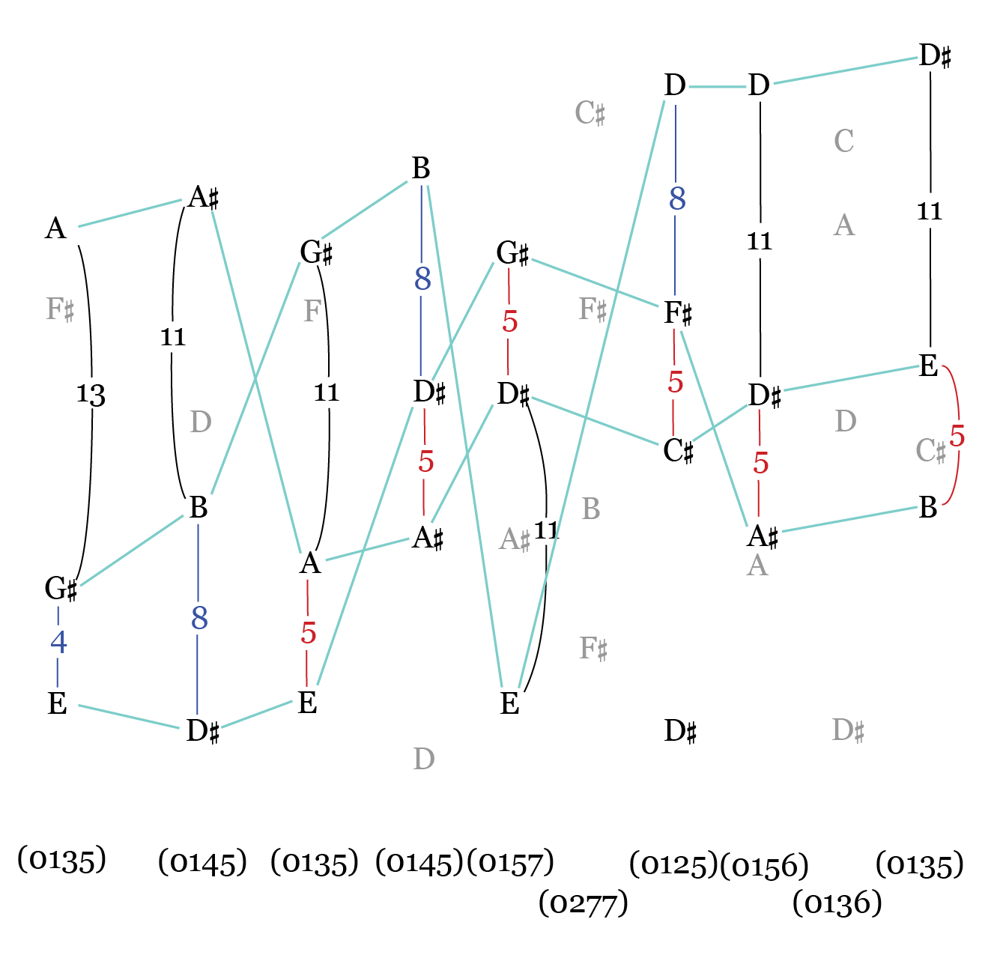 D♯
D D
C♯
C
B
A♯ 8 11
A A
G♯ G♯ 11
8
F♯ F F♯ F♯
5
11
E
13 11 D♯ D♯ 5 D♯
D D
5
5 C♯ C♯
5
B B B
A♯ A♯ 11 A♯
A A
G♯
8
4 5 F♯
E E E
D♯ D♯ D♯
D
(0135) (0145) (0135) (0145) (0157) (0125) (0156) (0135)
(0277) (0136)